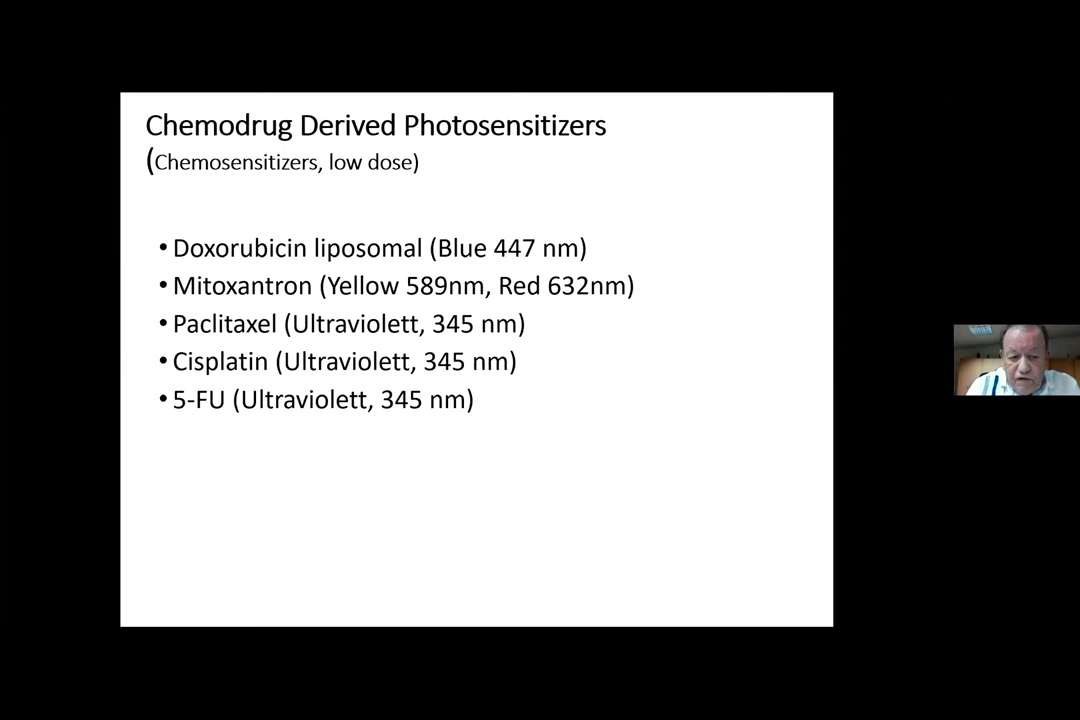 Chemodrug Derived Photosensitizers
(Chemosensitizers, low dose)
• Doxorubicin liposomal (Blue 447 nm)
• Mitoxantron (Yellow 589nm, Red 632nm)
• Paclitaxel (Ultraviolett, 345 nm)
• Cisplatin (Ultraviolett, 345 nm)
• 5-FU (Ultraviolett, 345 nm)